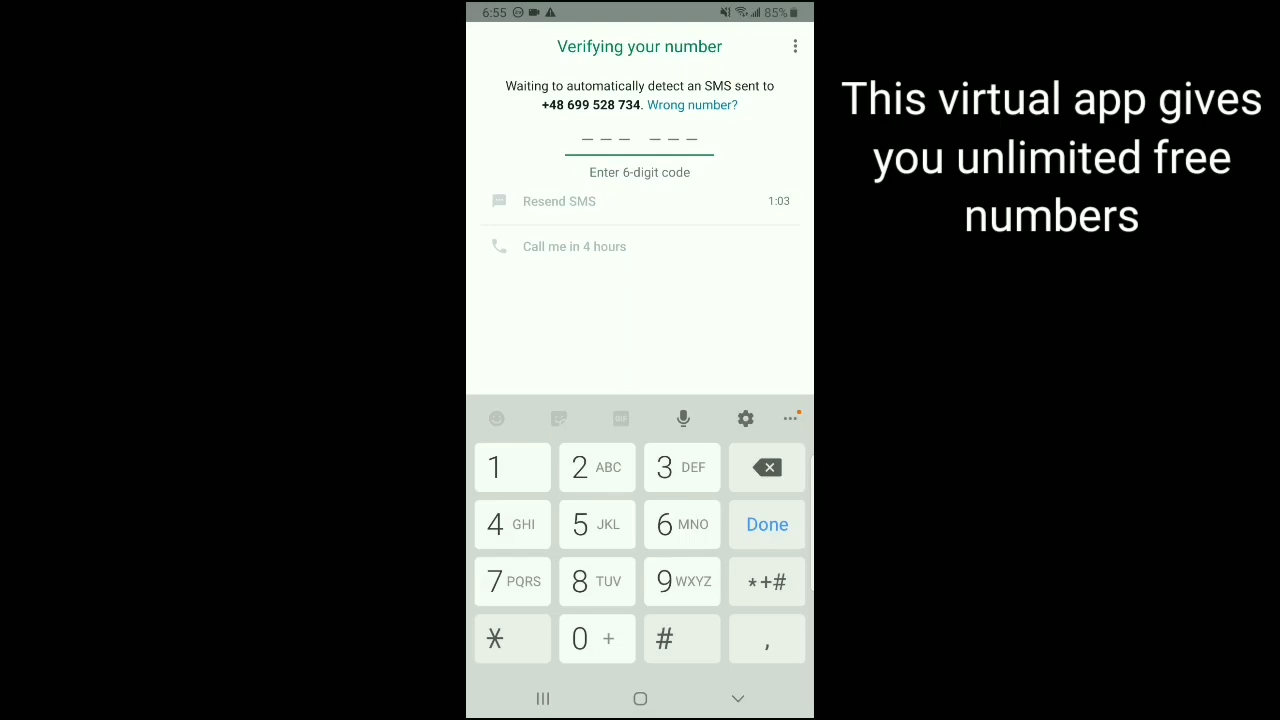 6:55
85%
Verifying your number
Waiting to automatically detect an SMS sent to
+48 699 528 734. Wrong number?
Enter 6-digit code
Resend SMS 1:03
Call me in 4 hours
This virtual app gives
you unlimited free
numbers
GIF
1 2 ABC 3 DEF
4 GHI 5 JKL 6 MNO Done
7 PQRS 8 TUV 9 WXYZ *+#
* 0 + # ,